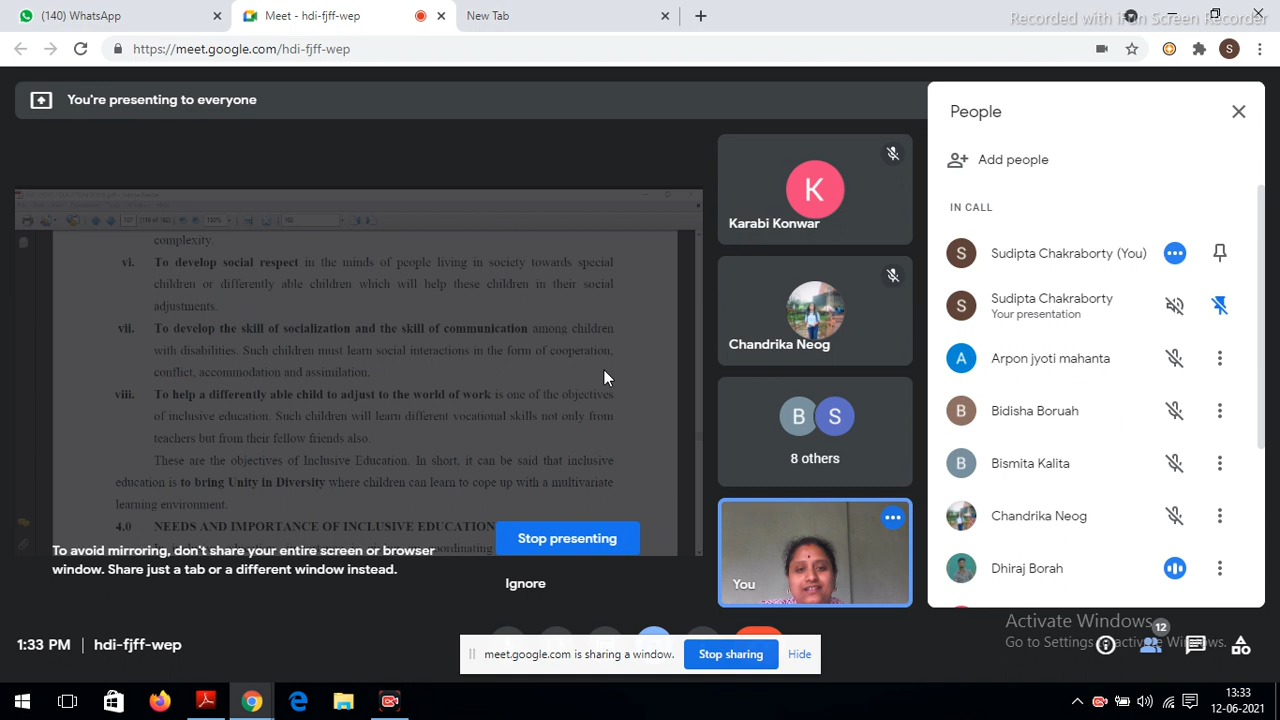 (140) WhatsApp
Meet - hdi-fjff-wep
New Tab
Recorded with iFun Screen Recorder
https://meet.google.com/hdi-fjff-wep
S
You're presenting to everyone
complexity.
vi. To develop social respect in the minds of people living in society towards special
children or differently able children which will help these children in their social
adjustments.
vii. To develop the skill of socialization and the skill of communication among children
with disabilities. Such children must learn social interactions in the form of cooperation,
conflict, accommodation and assumilation.
viii. To help a differently able child to adjust to the world of work is one of the objectives
of inclusive education. Such children will learn different vocational skills not only from
teachers but from their fellow friends also.
These are the objectives of Inclusive Education. In short, it can be said that inclusive
education is to bring Unity in Diversity where children can learn to cope up with a multivariate
learning environment.
4.0 NEEDS AND IMPORTANCE OF INCLUSIVE EDUCATION
To avoid mirroring, don't share your entire screen or browser
window. Share just a tab or a different window instead.
Stop presenting
Ignore
K
Karabi Konwar
Chandrika Neog
B S
8 others
You
People
Add people
IN CALL
S Sudipta Chakraborty (You)
S Sudipta Chakraborty
Your presentation
A Arpon jyoti mahanta
B Bidisha Boruah
B Bismita Kalita
Chandrika Neog
Dhiraj Borah
1:33 PM | hdi-fjff-wep
meet.google.com is sharing a window.
Stop sharing
Hide
Activate Windows
Go to Settings to activate Windows.
12
13:33
12-06-2021